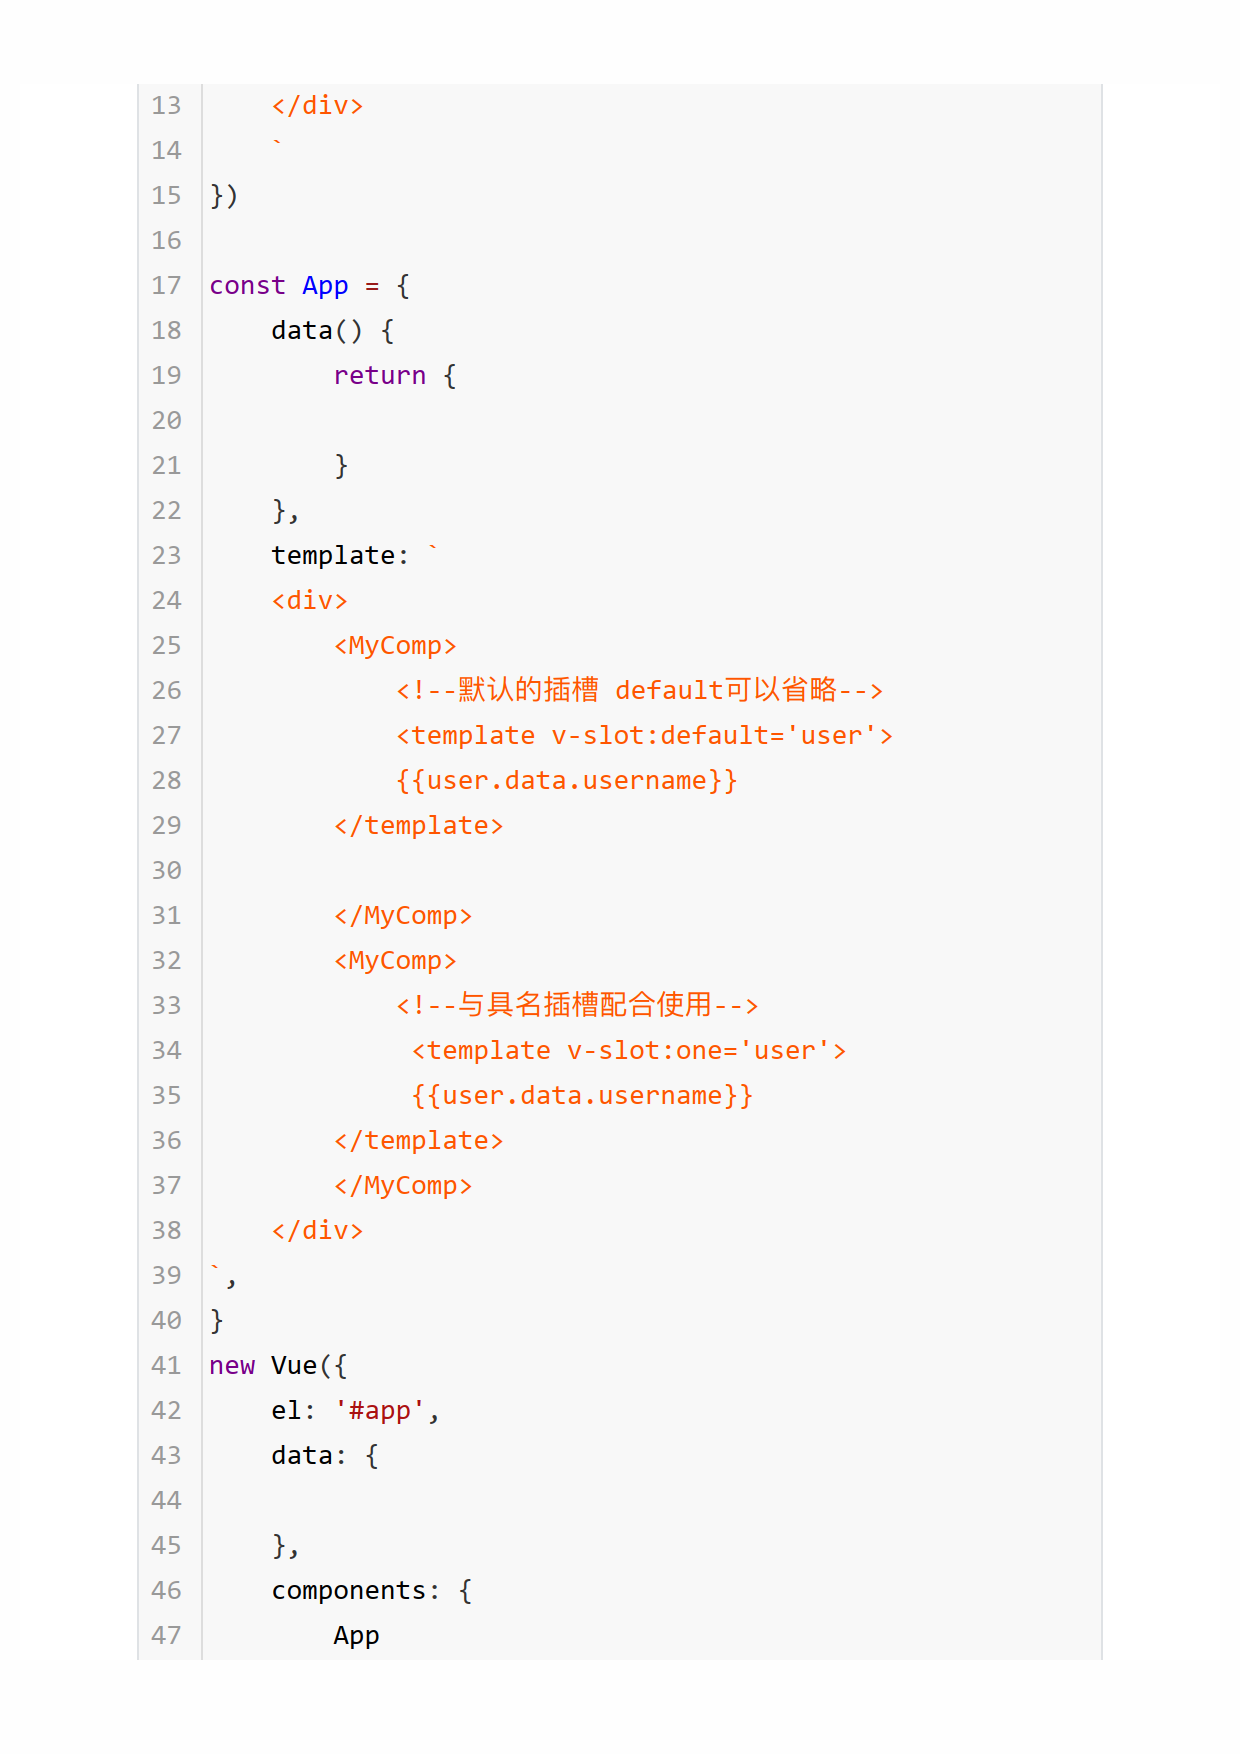 13     </div>
14     `
15 })
16
17 const App = {
18     data() {
19         return {
20
21         }
22     },
23     template: `
24     <div>
25         <MyComp>
26             <!--默认的插槽 default可以省略-->
27             <template v-slot:default='user'>
28             {{user.data.username}}
29         </template>
30
31         </MyComp>
32         <MyComp>
33             <!--与具名插槽配合使用-->
34              <template v-slot:one='user'>
35              {{user.data.username}}
36         </template>
37         </MyComp>
38     </div>
39 `,
40 }
41 new Vue({
42     el: '#app',
43     data: {
44
45     },
46     components: {
47         App